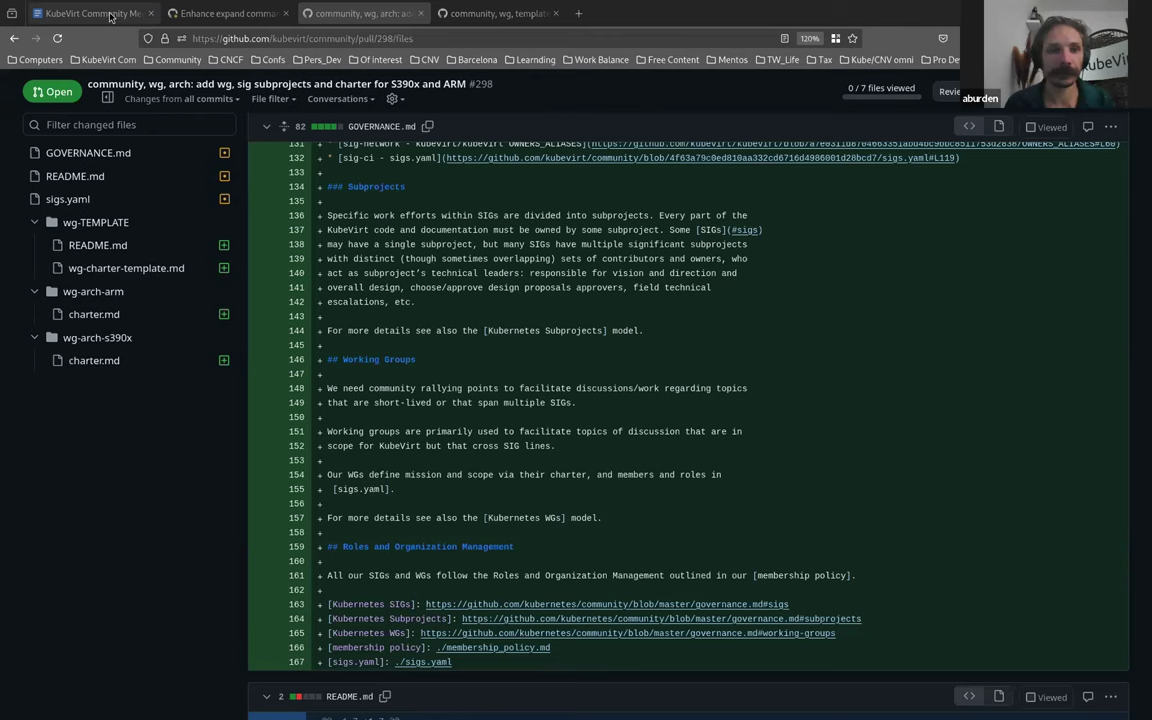 KubeVirt Community Me
Enhance expand comman
community, wg, arch: add
community, wg, templat
https://github.com/kubevirt/community/pull/298/files
120%
Computers
KubeVirt Com
Community
CNCF
Confs
Pers_Dev
Of interest
CNV
Barcelona
Learnding
Work Balance
Full Comments
Mentos
TW_Life
Tax
Kube/CNV omni
Pro De
KubeVir
aburden
Open
community, wg, arch: add wg, sig subprojects and charter for S390x and ARM #298
Changes from all commits
File filter
Conversations
0 / 7 files viewed
Revie
Filter changed files
GOVERNANCE.md
README.md
sigs.yaml
wg-TEMPLATE
README.md
wg-charter-template.md
wg-arch-arm
charter.md
wg-arch-s390x
charter.md
82
GOVERNANCE.md
Viewed
132 + * [sig-ci - sigs.yaml](https://github.com/kubevirt/community/blob/4f63a79c0ed810aa332cd6716d4986001d28bcd7/sigs.yaml#L119)
133 +
134 + ### Subprojects
135 +
136 + Specific work efforts within SIGs are divided into subprojects. Every part of the
137 + KubeVirt code and documentation must be owned by some subproject. Some [SIGs](#sigs)
138 + may have a single subproject, but many SIGs have multiple significant subprojects
139 + with distinct (though sometimes overlapping) sets of contributors and owners, who
140 + act as subproject's technical leaders: responsible for vision and direction and
141 + overall design, choose/approve design proposals approvers, field technical
142 + escalations, etc.
143 +
144 + For more details see also the [Kubernetes Subprojects] model.
145 +
146 + ## Working Groups
147 +
148 + We need community rallying points to facilitate discussions/work regarding topics
149 + that are short-lived or that span multiple SIGs.
150 +
151 + Working groups are primarily used to facilitate topics of discussion that are in
152 + scope for KubeVirt but that cross SIG lines.
153 +
154 + Our WGs define mission and scope via their charter, and members and roles in
155 + [sigs.yaml].
156 +
157 + For more details see also the [Kubernetes WGs] model.
158 +
159 + ## Roles and Organization Management
160 +
161 + All our SIGs and WGs follow the Roles and Organization Management outlined in our [membership policy].
162 +
163 + [Kubernetes SIGs]: https://github.com/kubernetes/community/blob/master/governance.md#sigs
164 + [Kubernetes Subprojects]: https://github.com/kubernetes/community/blob/master/governance.md#subprojects
165 + [Kubernetes WGs]: https://github.com/kubernetes/community/blob/master/governance.md#working-groups
166 + [membership policy]: ./membership_policy.md
167 + [sigs.yaml]: ./sigs.yaml
2
README.md
Viewed